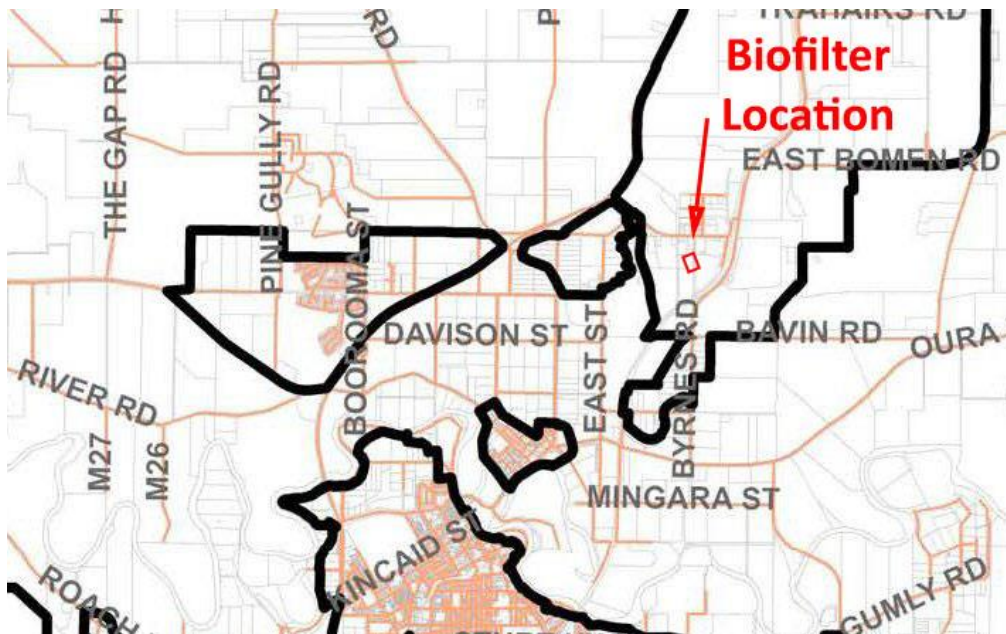 RD
TRAHAIRS RD
Biofilter
Location
THE GAP RD
PINE GULLY RD
EAST BOMEN RD
BOOROOMA ST
DAVISON ST
EAST ST
BYRNES RD
BAVIN RD
OURA
RIVER RD
M27
M26
MINGARA ST
KINCAID ST
ROACH
GUMLY RD